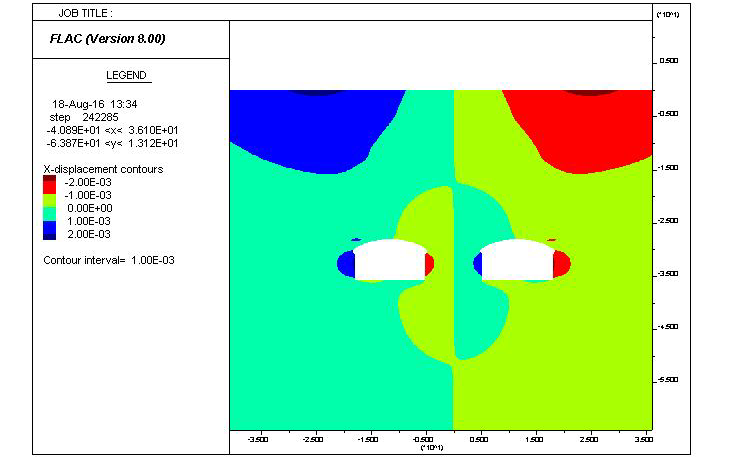 JOB TITLE :
FLAC (Version 8.00)
LEGEND
18-Aug-16 13:34
step 242285
-4.089E+01 <x< 3.610E+01
-6.387E+01 <y< 1.312E+01
X-displacement contours
-2.00E-03
-1.00E-03
0.00E+00
1.00E-03
2.00E-03
Contour interval= 1.00E-03
(*10^1)
0.500
-0.500
-1.500
-2.500
-3.500
-4.500
-5.500
-3.500 -2.500 -1.500 -0.500 0.500 1.500 2.500 3.500
(*10^1)